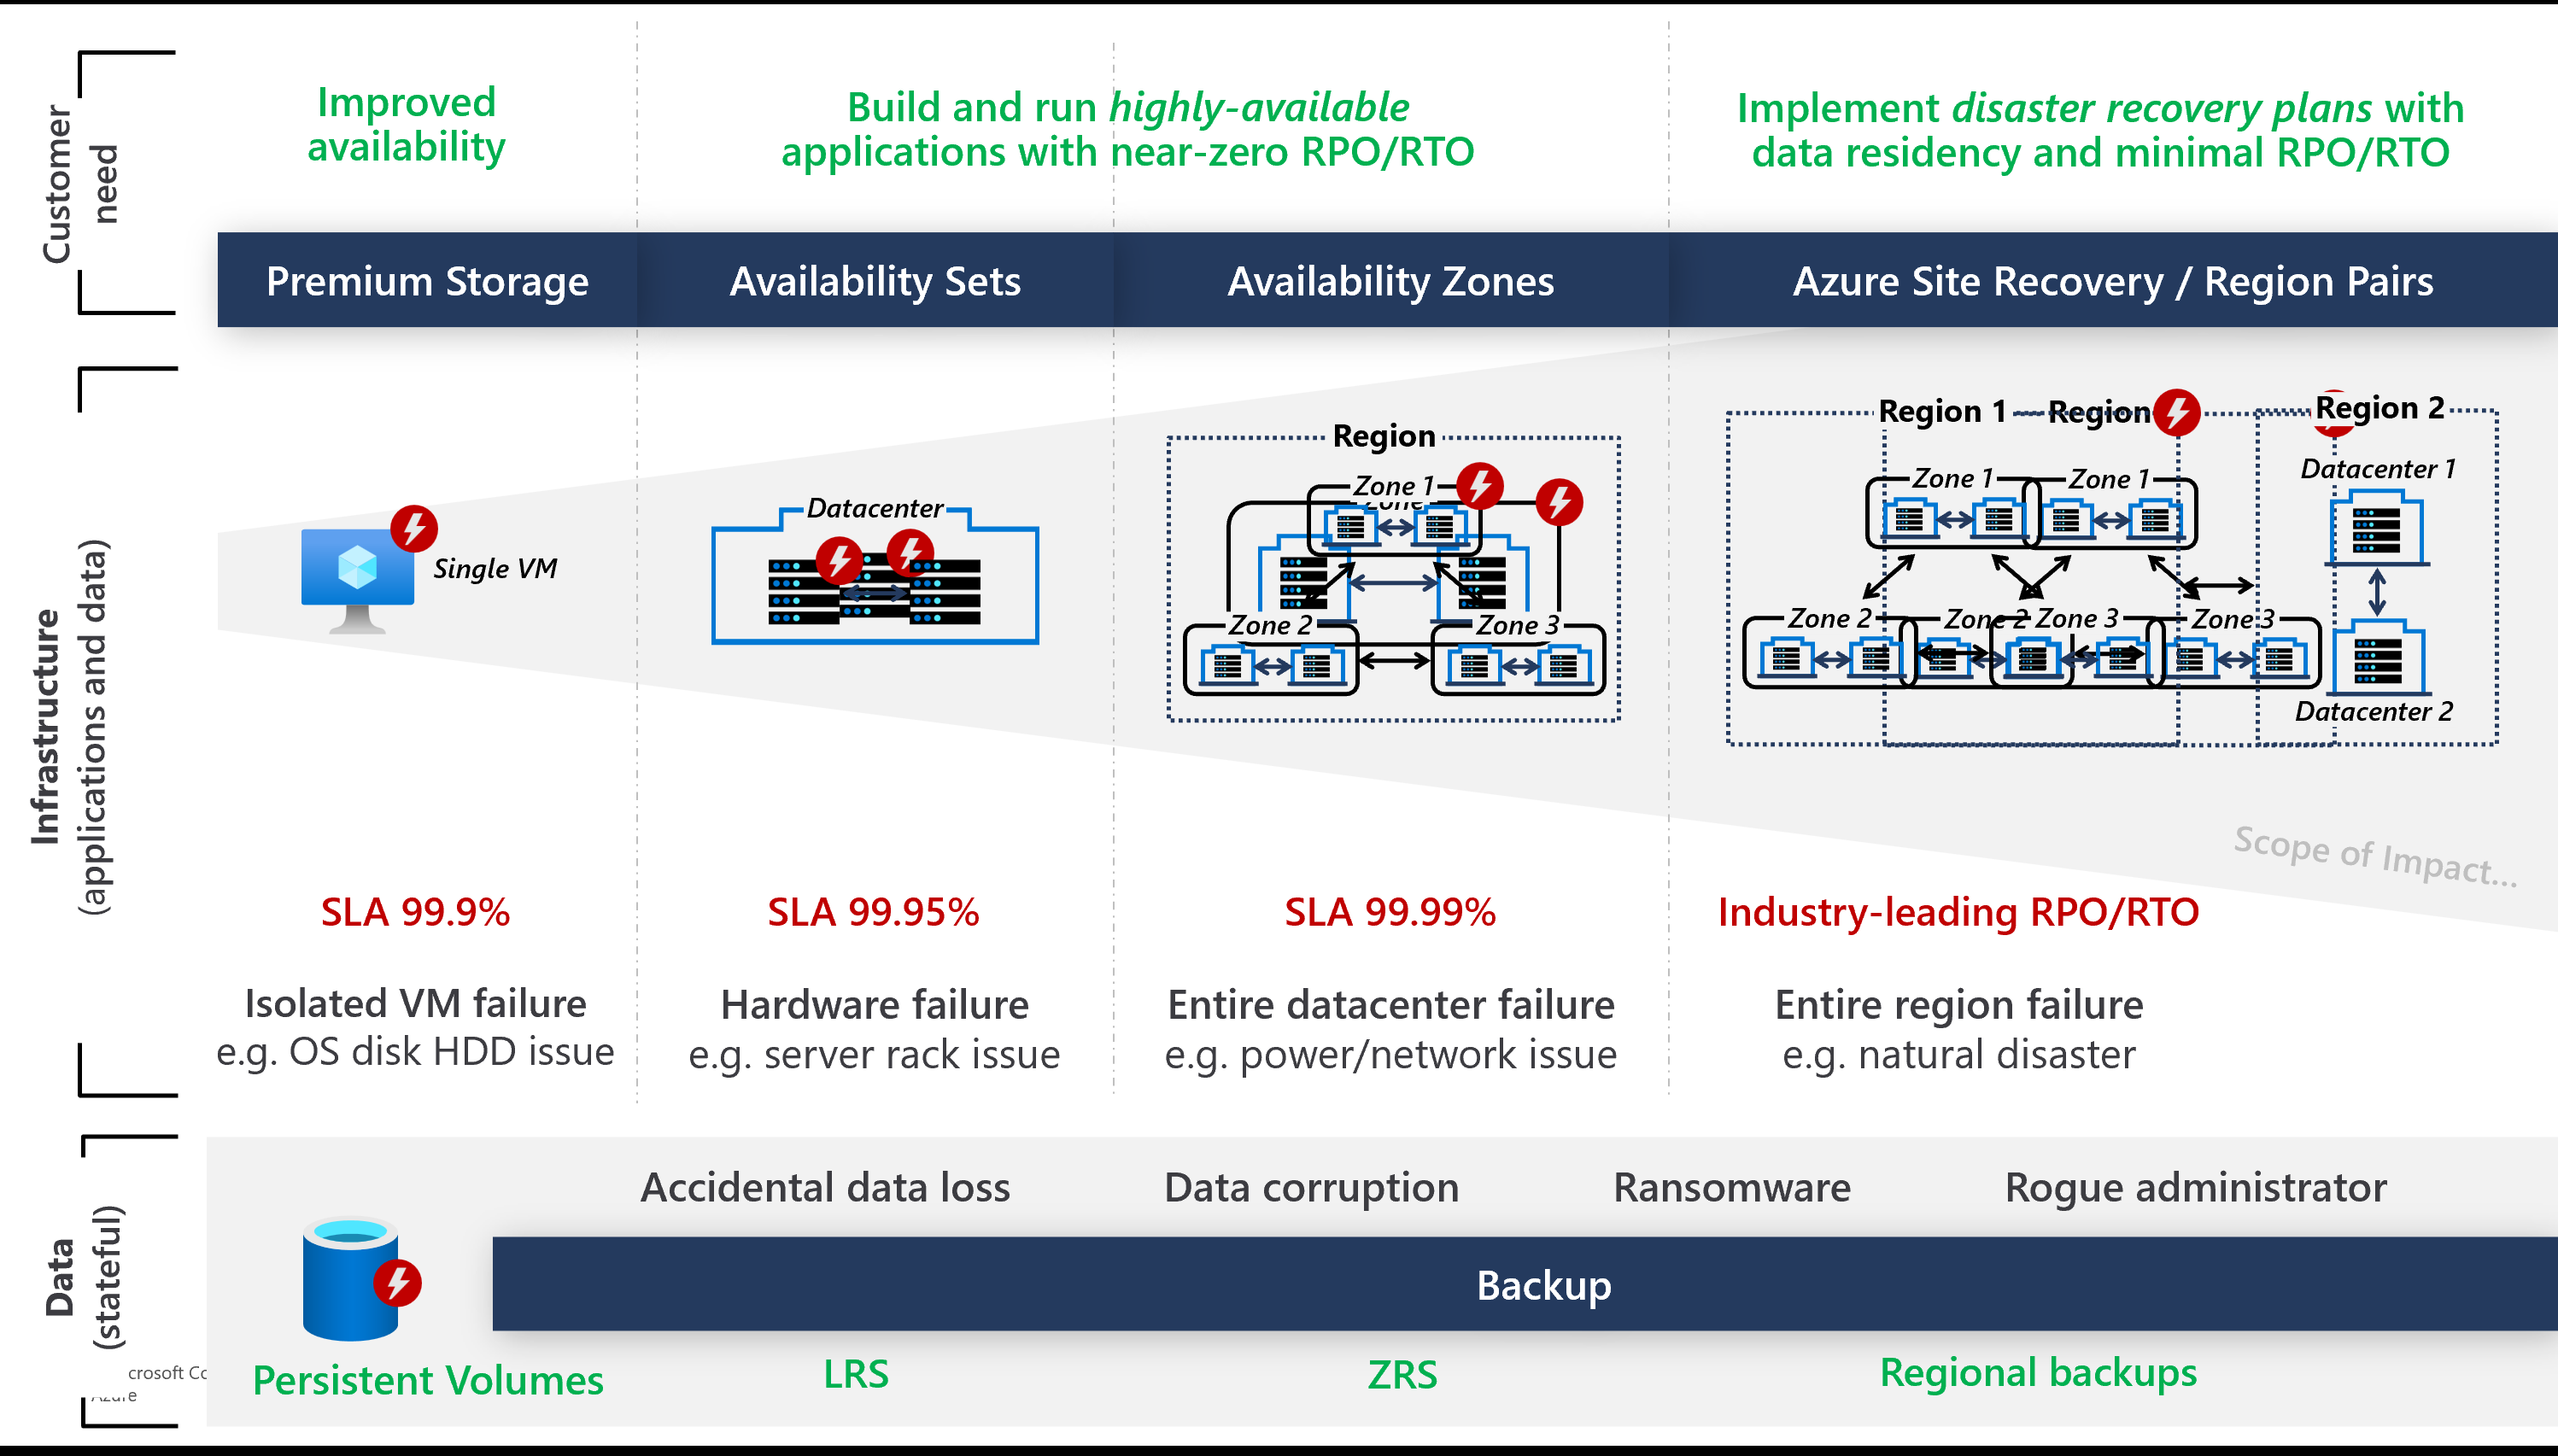 Customer
need
Improved
availability
Build and run highly-available
applications with near-zero RPO/RTO
Implement disaster recovery plans with
data residency and minimal RPO/RTO
Premium Storage
Availability Sets
Availability Zones
Azure Site Recovery / Region Pairs
Infrastructure
(applications and data)
Single VM
Datacenter
Region
Zone 1
Zone
Zone 2
Zone 3
Region 1
Region
Region 2
Zone 1
Zone 1
Datacenter 1
Zone 2
Zone 2
Zone 3
Zone 3
Datacenter 2
Scope of Impact...
SLA 99.9%
SLA 99.95%
SLA 99.99%
Industry-leading RPO/RTO
Isolated VM failure
e.g. OS disk HDD issue
Hardware failure
e.g. server rack issue
Entire datacenter failure
e.g. power/network issue
Entire region failure
e.g. natural disaster
Data
(stateful)
Accidental data loss
Data corruption
Ransomware
Rogue administrator
Backup
Persistent Volumes
LRS
ZRS
Regional backups
crosoft Co
Azure